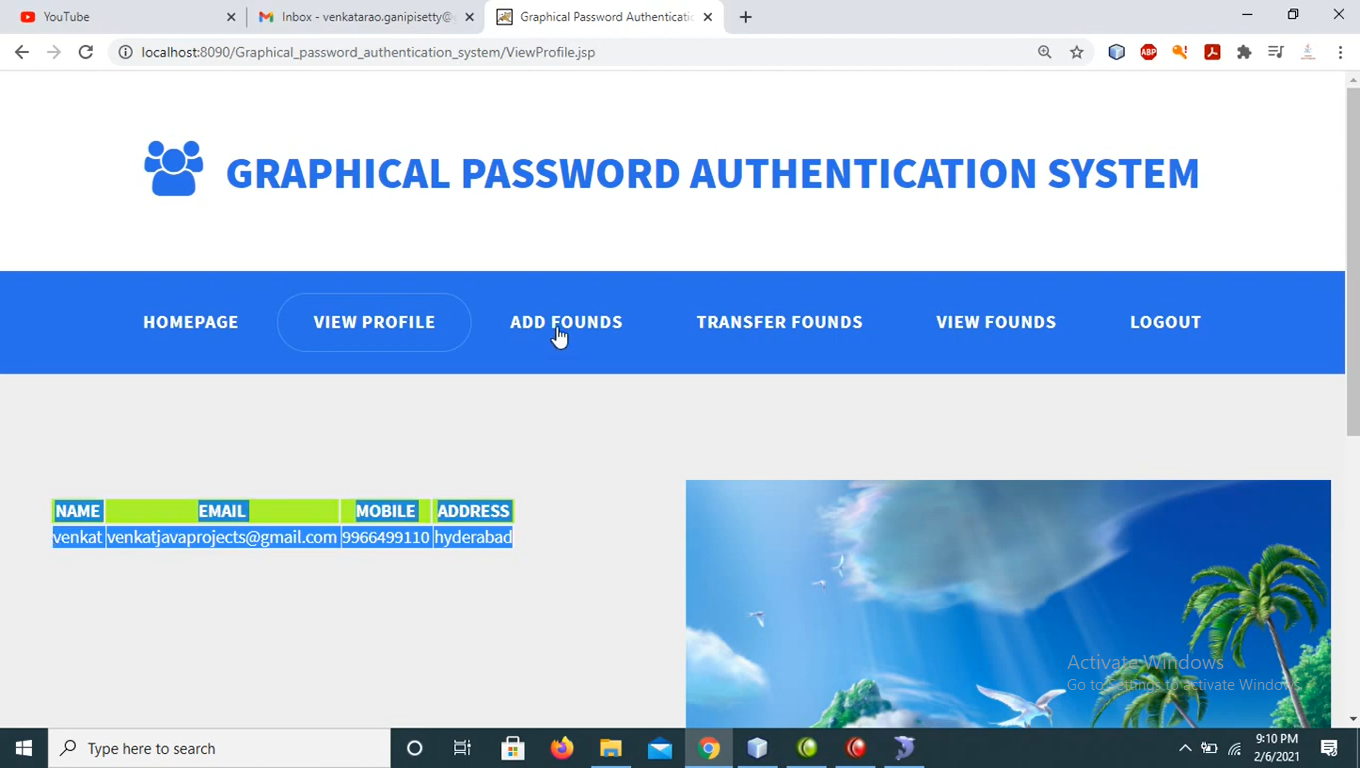 YouTube
Inbox - venkatarao.ganipisetty@g
Graphical Password Authenticatio
localhost:8090/Graphical_password_authentication_system/ViewProfile.jsp
ABP
GRAPHICAL PASSWORD AUTHENTICATION SYSTEM
HOMEPAGE VIEW PROFILE ADD FOUNDS TRANSFER FOUNDS VIEW FOUNDS LOGOUT
NAME EMAIL MOBILE ADDRESS
venkat venkatjavaprojects@gmail.com 9966499110 hyderabad
Activate Windows
Go to Settings to activate Windows.
Type here to search
9:10 PM
2/6/2021